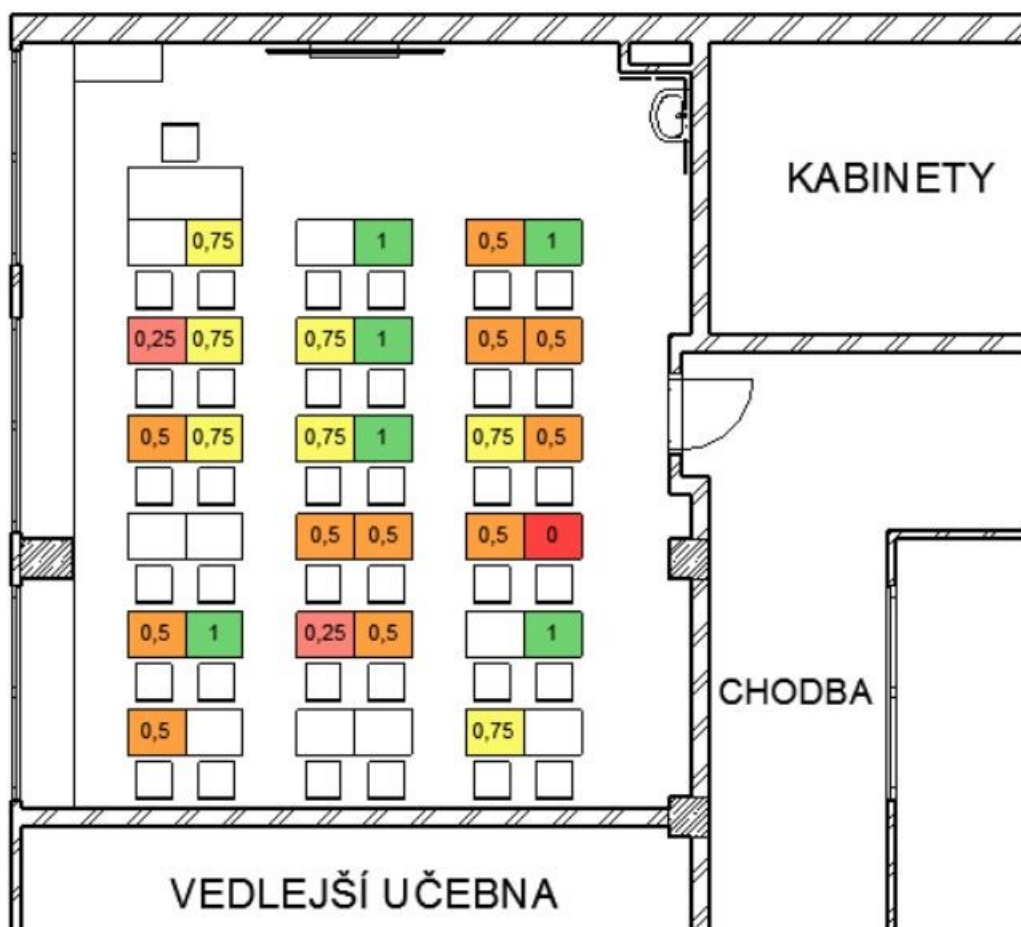 KABINETY
0,75 1 0,5 1
0,25 0,75 0,75 1 0,5 0,5
0,5 0,75 0,75 1 0,75 0,5
0,5 0,5 0,5 0
0,5 1 0,25 0,5 1
CHODBA
0,5 0,75
VEDLEJŠÍ UČEBNA